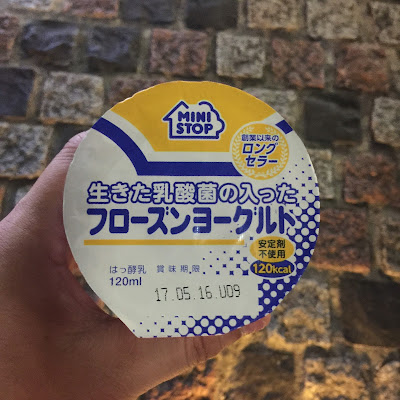 MINI
STOP
創業以来の
ロング
セラー
生きた乳酸菌の入った
フローズンヨーグルト
安定剤
不使用
120kcal
はっ酵乳 賞味期限
120ml
17.05.16.U09